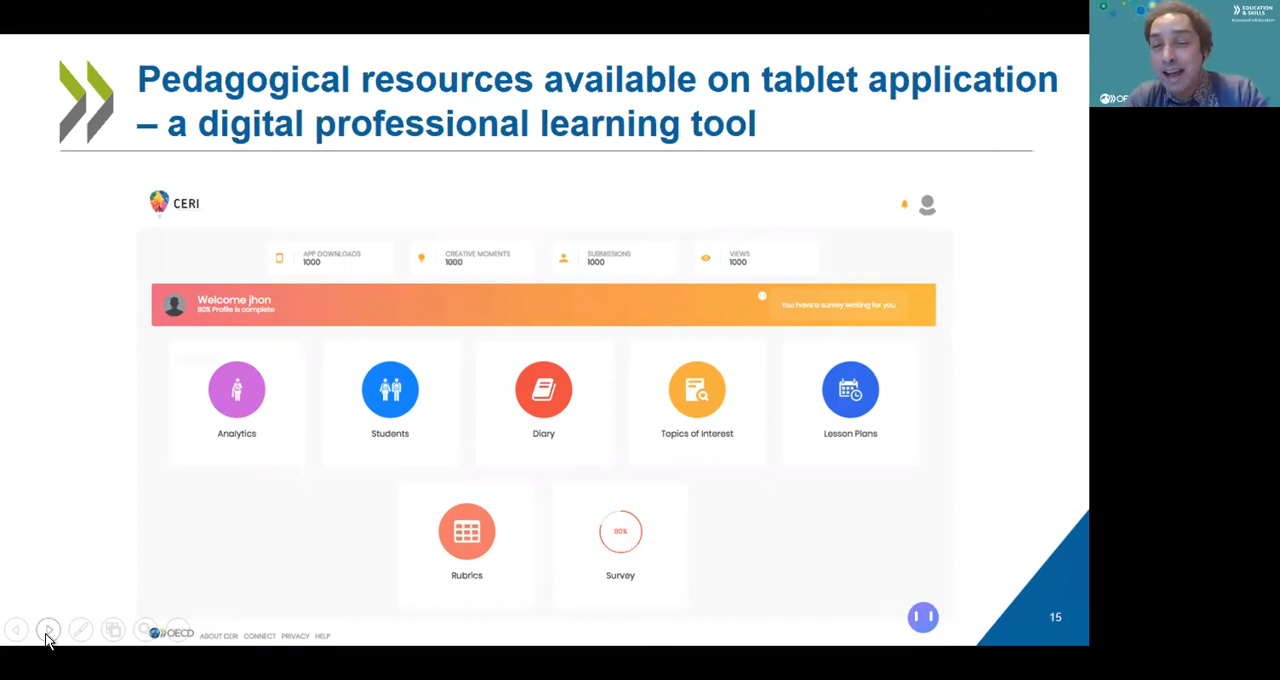 Pedagogical resources available on tablet application
– a digital professional learning tool
EDUCATION
& SKILLS
CERI
APP DOWNLOADS
1000
CREATIVE MOMENTS
1000
SUBMISSIONS
1000
VIEWS
1000
Welcome jhon
80% Profile is complete
You have a survey waiting for you
Analytics
Students
Diary
Topics of Interest
Lesson Plans
Rubrics
80%
Survey
OECD
ABOUT CERI CONNECT PRIVACY HELP
15